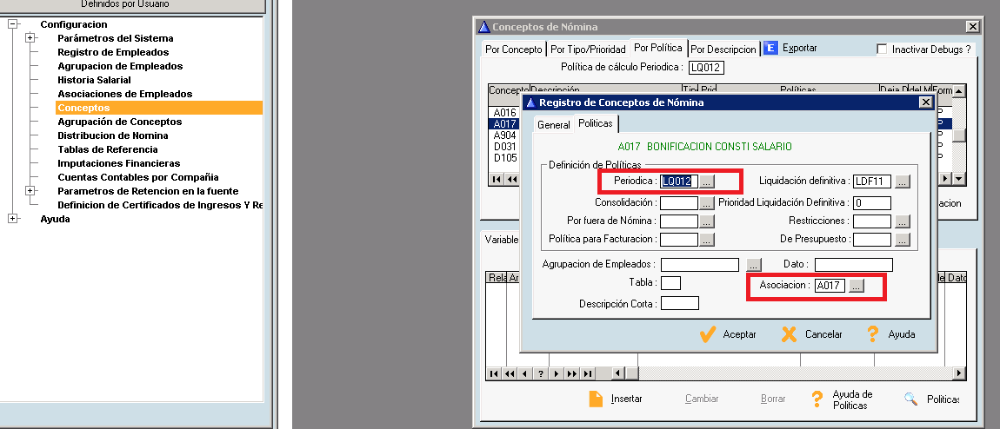 Definidos por Usuario
Configuracion
Parámetros del Sistema
Registro de Empleados
Agrupacion de Empleados
Historia Salarial
Asociaciones de Empleados
Conceptos
Agrupación de Conceptos
Distribucion de Nomina
Tablas de Referencia
Imputaciones Financieras
Cuentas Contables por Compañia
Parametros de Retencion en la fuente
Definicion de Certificados de Ingresos Y Re
Ayuda
Conceptos de Nómina
Por Concepto Por Tipo/Prioridad Por Política Por Descripcion E Exportar Inactivar Debugs ?
Política de cálculo Periodica : LQ012
Concepto Descripción Tip Prid Políticas Deja D del M Form
A016 P
A017 P
A904 P
D031 P
D105 P
acion
Variable
Rela Ar le Dato
Registro de Conceptos de Nómina
General Politicas
A017 BONIFICACION CONSTI SALARIO
Definición de Políticas
Periodica : LQ012 ... Liquidación definitiva : LDF11 ...
Consolidación : ... Prioridad Liquidación Definitiva : 0
Por fuera de Nómina : ... Restricciones : ...
Política para Facturacion : ... De Presupuesto : ...
Agrupacion de Empleados : ... Dato :
Tabla : Asociacion : A017 ...
Descripción Corta :
Aceptar Cancelar ? Ayuda
?
Insertar Cambiar Borrar ? Ayuda de Politicas Politicas